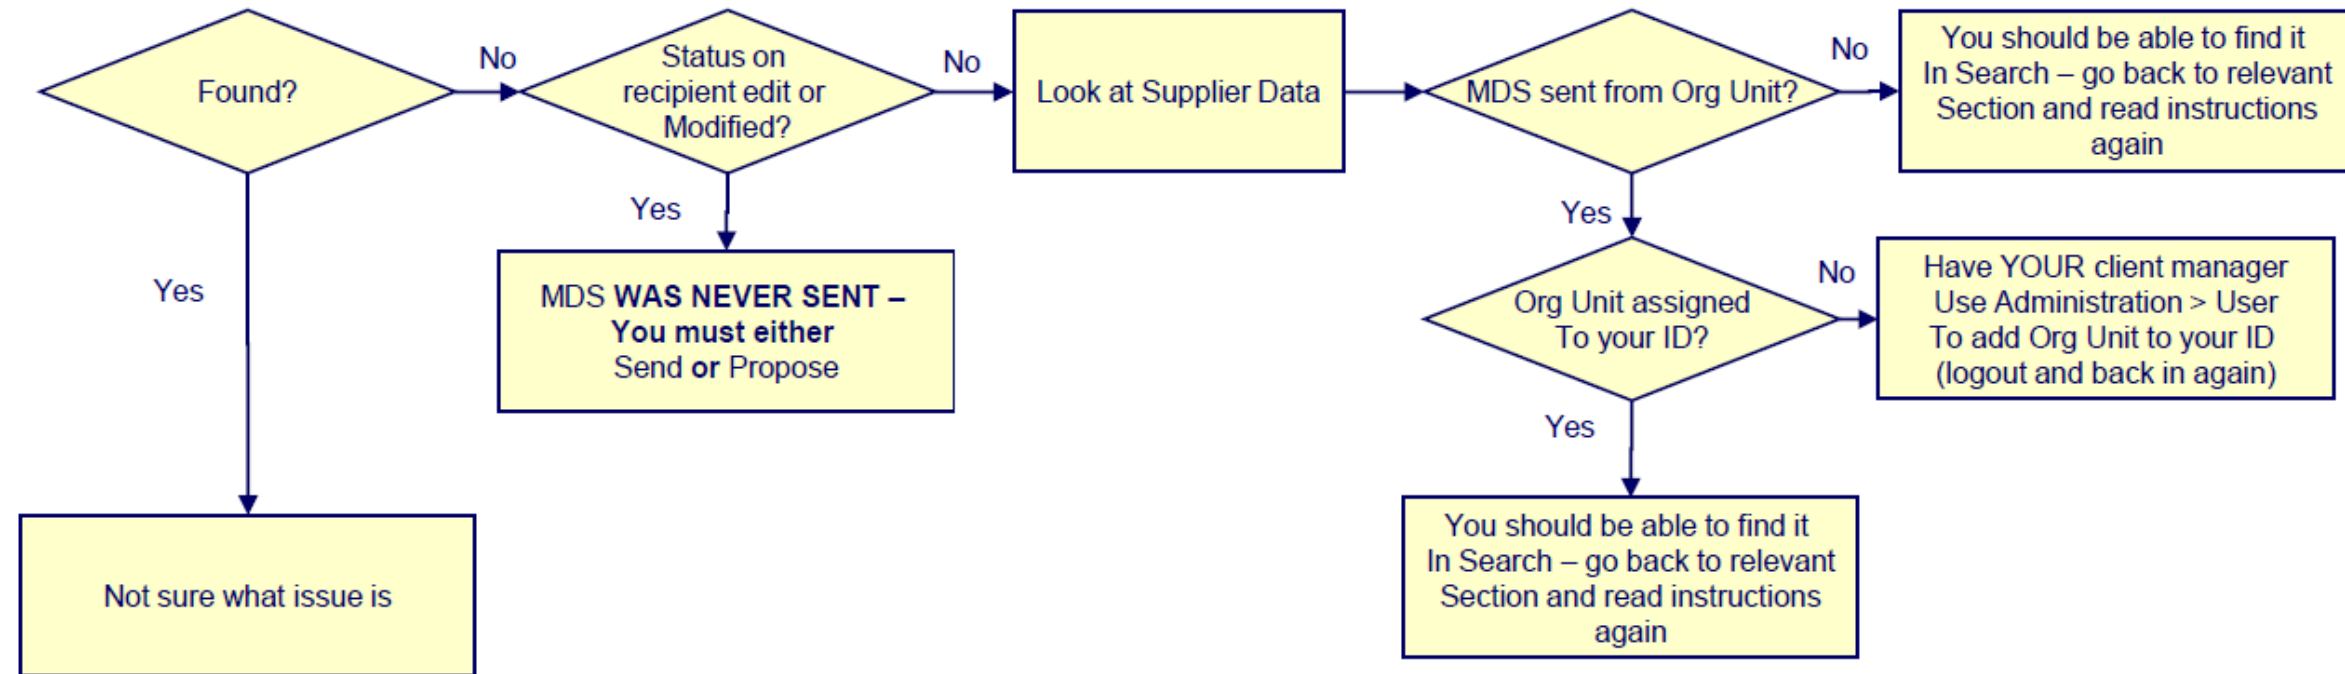 Found?
No
Status on
recipient edit or
Modified?
No
Look at Supplier Data
MDS sent from Org Unit?
No
You should be able to find it
In Search – go back to relevant
Section and read instructions
again
Yes
Yes
Yes
MDS WAS NEVER SENT –
You must either
Send or Propose
Org Unit assigned
To your ID?
No
Have YOUR client manager
Use Administration > User
To add Org Unit to your ID
(logout and back in again)
Yes
Not sure what issue is
You should be able to find it
In Search – go back to relevant
Section and read instructions
again